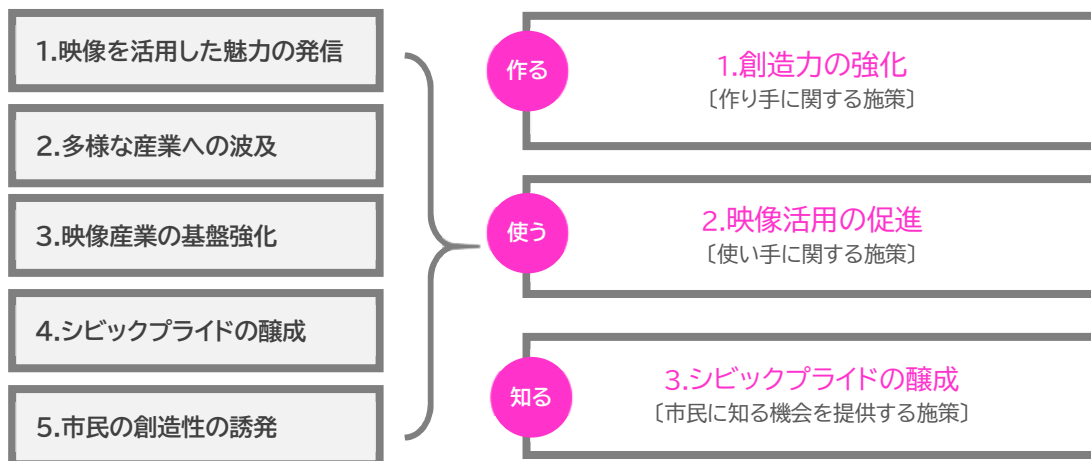 1.映像を活用した魅力の発信
2.多様な産業への波及
3.映像産業の基盤強化
4.シビックプライドの醸成
5.市民の創造性の誘発
作る
1.創造力の強化
〔作り手に関する施策〕
使う
2.映像活用の促進
〔使い手に関する施策〕
知る
3.シビックプライドの醸成
〔市民に知る機会を提供する施策〕